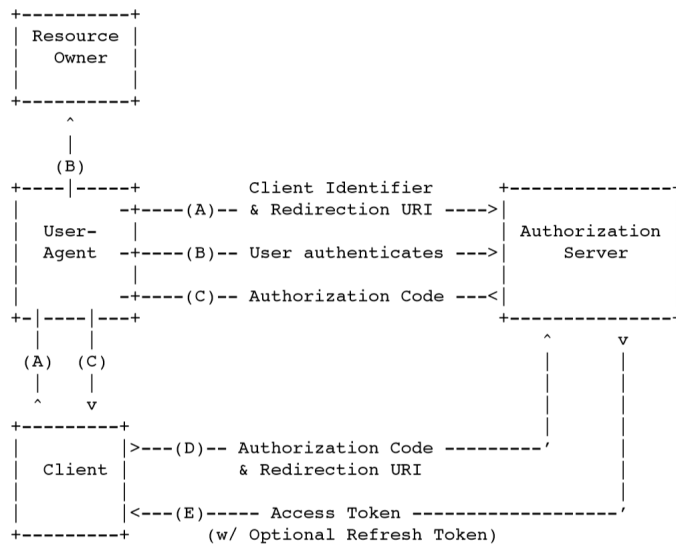 Resource
Owner
(B)
Client Identifier
(A) & Redirection URI
User-
Agent
Authorization
Server
(B) User authenticates
(C) Authorization Code
(A) (C)
(D) Authorization Code
& Redirection URI
Client
(E) Access Token
(w/ Optional Refresh Token)